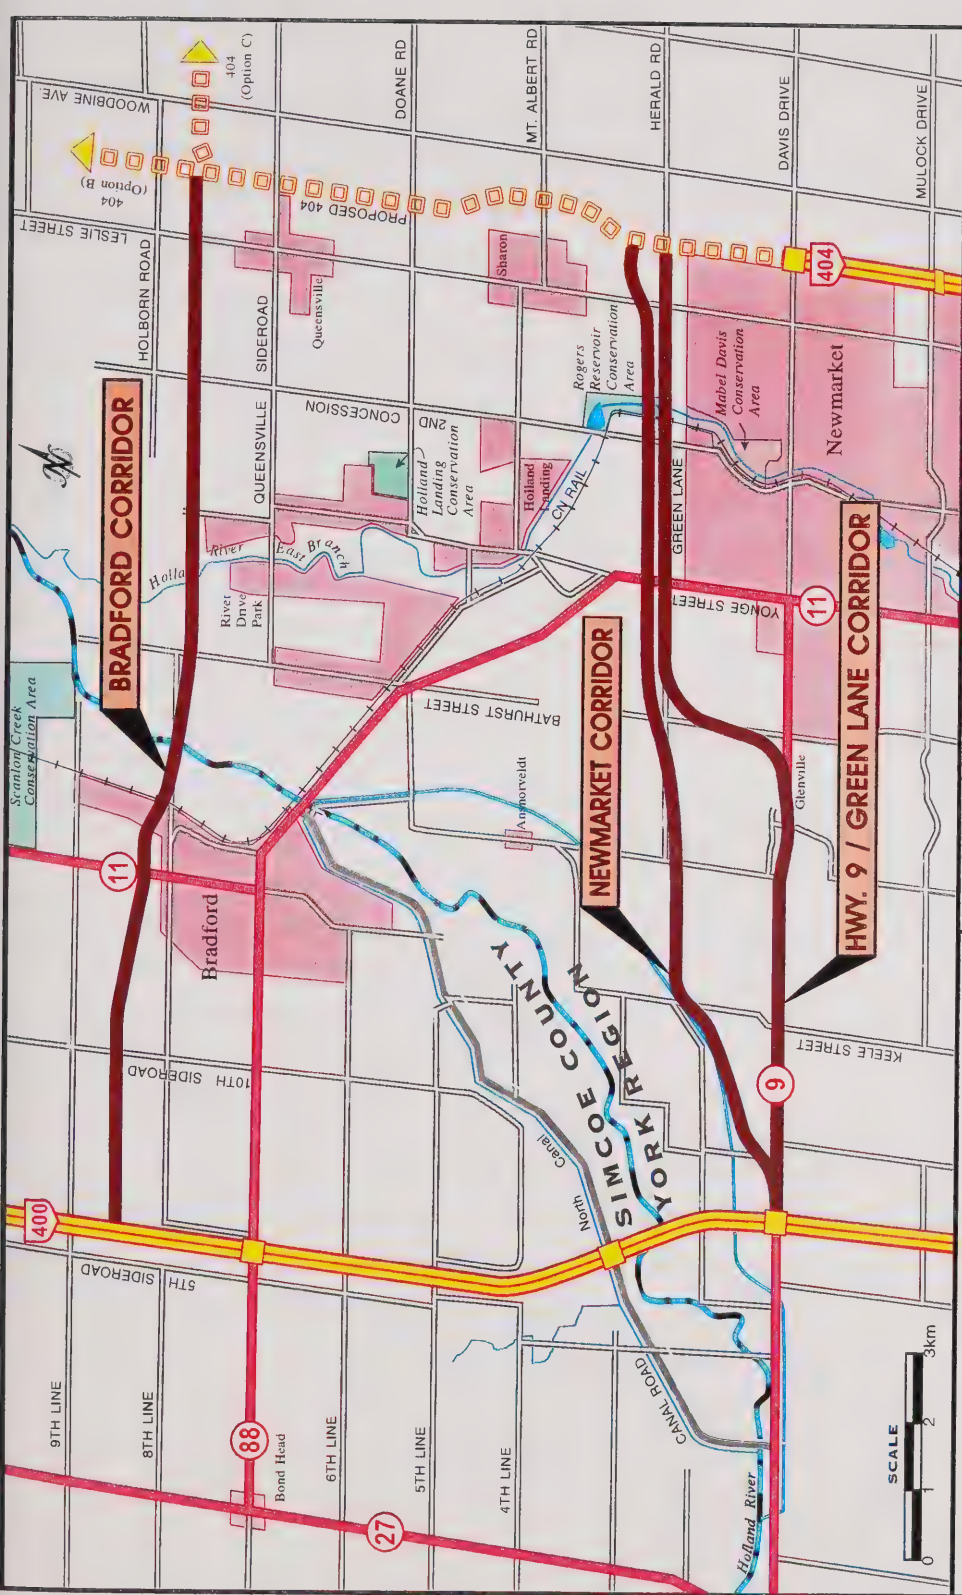 404
(Option C)
WOODBINE AVE.
404
(Option B)
DOANE RD
MT. ALBERT RD
HERALD RD
DAVIS DRIVE
MULOCK DRIVE
LESLIE STREET
HOLBORN ROAD
PROPOSED 404
404
SIDEROAD
QUEENSVILLE
Queensville
Sharon
Rogers
Reservoir
Conservation
Area
Mabel Davis
Conservation
Area
Newmarket
N
2ND
CONCESSION
Holland
Landing
Conservation
Area
Holland
Landing
CN RAIL
GREEN LANE
BRADFORD CORRIDOR
Holla
River
East Branch
River
Drive
Park
YONGE STREET
11
Scanlon Creek
Conservation Area
BATHURST STREET
NEWMARKET CORRIDOR
HWY. 9 / GREEN LANE CORRIDOR
Ansnorveldt
Glenville
11
Bradford
SIMCOE COUNTY
YORK REGION
KEELE STREET
10TH SIDEROAD
9
North
Canal
400
5TH
SIDEROAD
CANAL ROAD
9TH LINE
8TH LINE
88
Bond Head
6TH LINE
5TH LINE
4TH LINE
27
Holland River
SCALE
0
1
2
3km